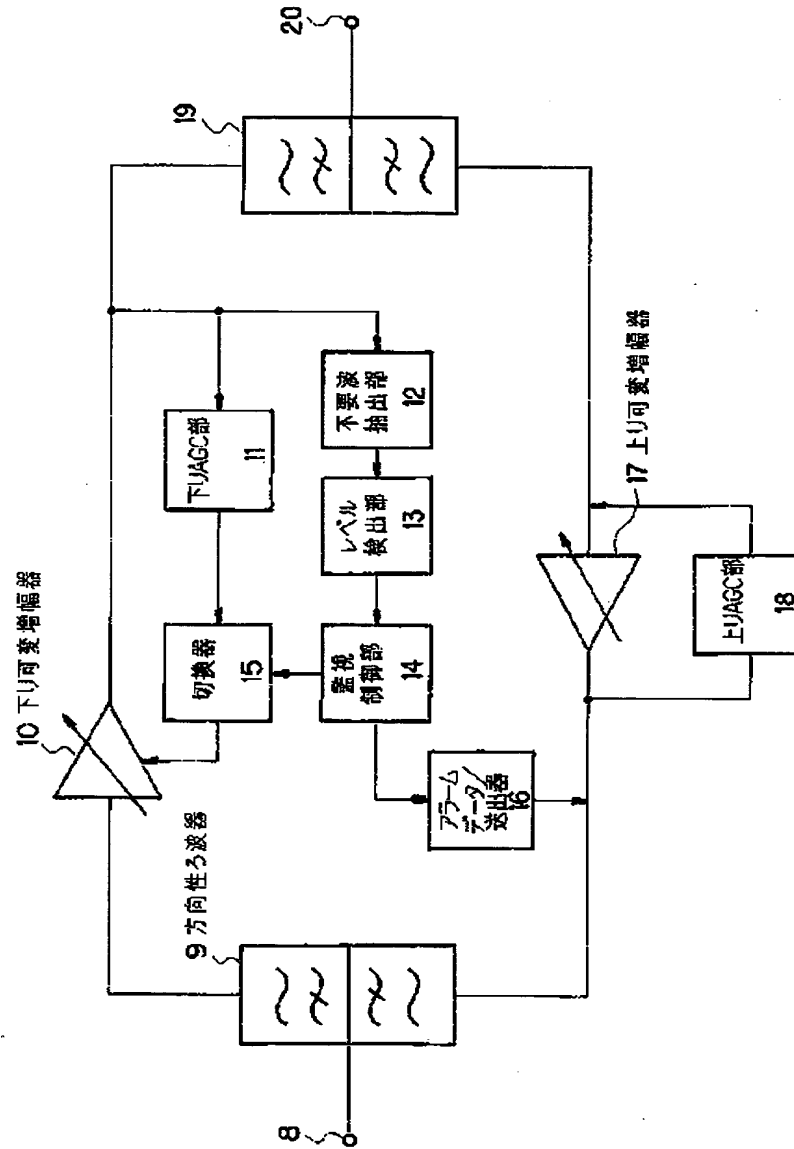 8
9 方向性ろ波器
10 下り可変増幅器
下りAGC部
11
不要波
抽出部
12
レベル
検出部
13
監視
制御部
14
切換器
15
アラーム
データ/
送出器
16
17 上り可変増幅器
上りAGC部
18
19
20